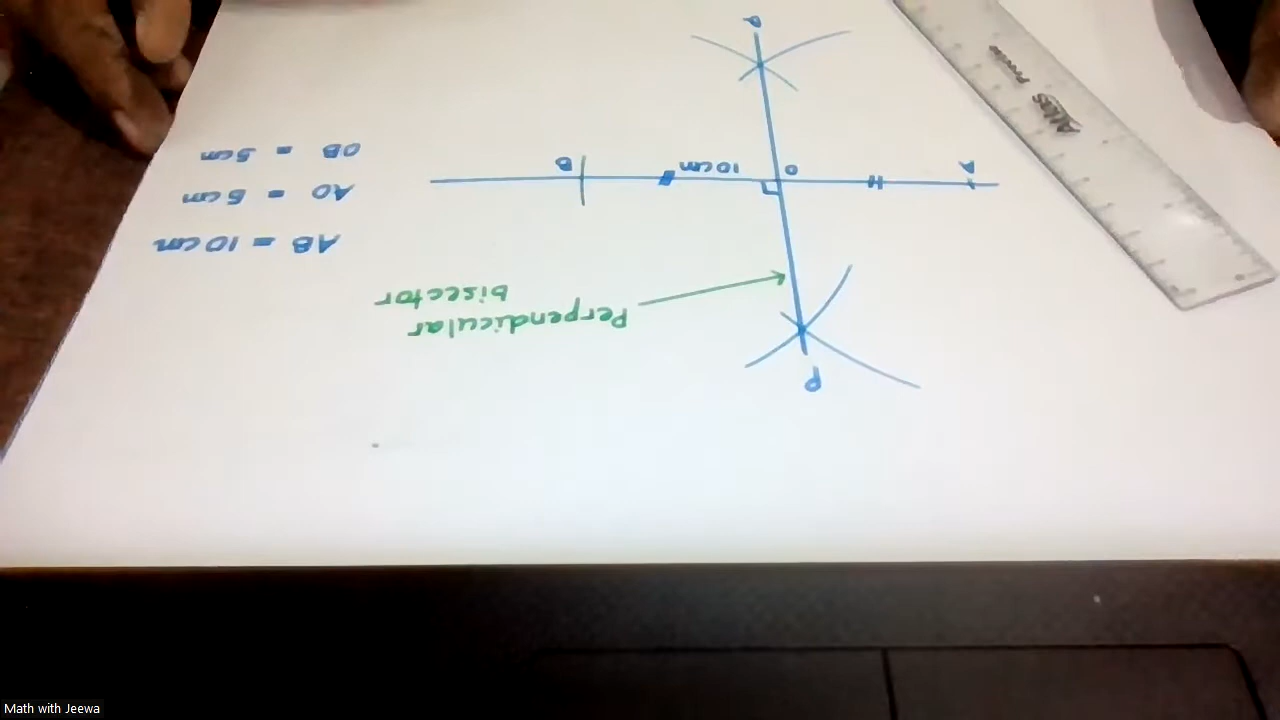 P
Perpendicular
bisector
AB = 10cm
AO = 5cm
OB = 5cm
A
O
10cm
B
Math with Jeewa